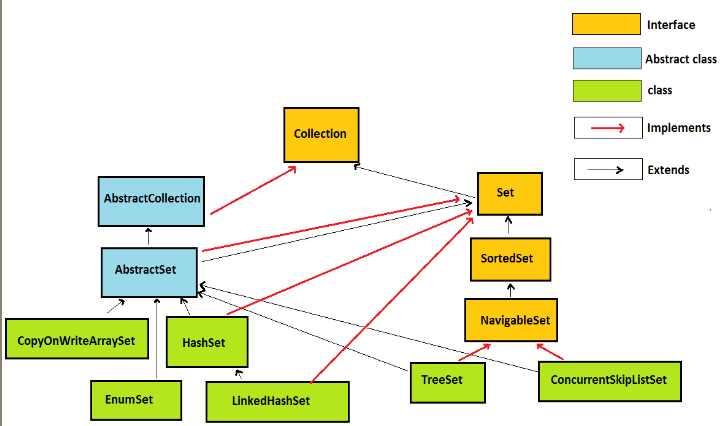 Interface
Abstract class
class
Implements
Extends
Collection
AbstractCollection
Set
AbstractSet
SortedSet
NavigableSet
CopyOnWriteArraySet
HashSet
TreeSet
ConcurrentSkipListSet
EnumSet
LinkedHashSet